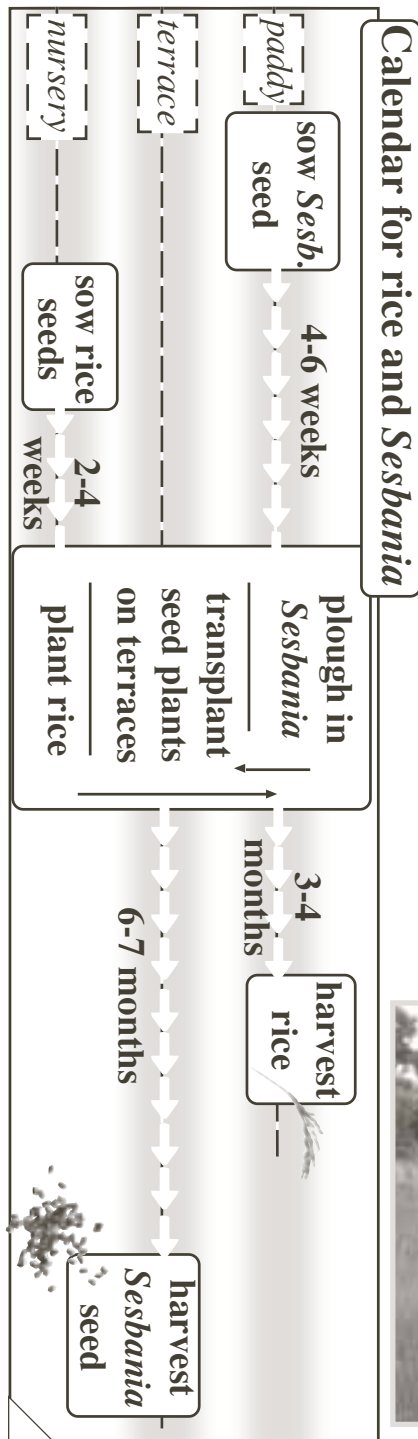 Calendar for rice and Sesbania
paddy
sow Sesb.
seed
4-6 weeks
terrace
nursery
sow rice
seeds
2-4
weeks
plough in
Sesbania
transplant
seed plants
on terraces
plant rice
3-4
months
harvest
rice
6-7 months
harvest
Sesbania
seed